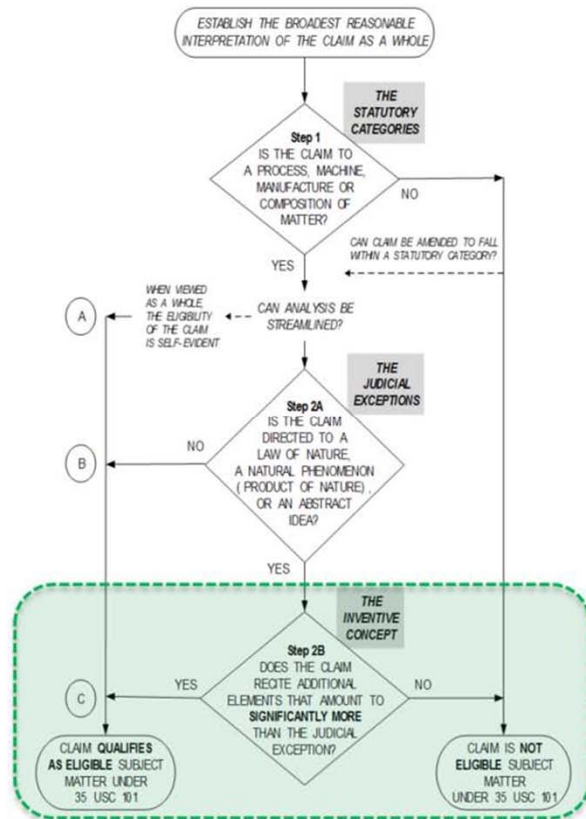 ESTABLISH THE BROADEST REASONABLE
INTERPRETATION OF THE CLAIM AS A WHOLE
THE
STATUTORY
CATEGORIES
Step 1
IS THE CLAIM TO
A PROCESS, MACHINE,
MANUFACTURE OR
COMPOSITION OF
MATTER?
NO
YES
CAN CLAIM BE AMENDED TO FALL
WITHIN A STATUTORY CATEGORY?
WHEN VIEWED
AS A WHOLE,
THE ELIGIBILITY
OF THE CLAIM
IS SELF-EVIDENT
A
CAN ANALYSIS BE
STREAMLINED?
THE
JUDICIAL
EXCEPTIONS
Step 2A
IS THE CLAIM
DIRECTED TO A
LAW OF NATURE,
A NATURAL PHENOMENON
(PRODUCT OF NATURE),
OR AN ABSTRACT
IDEA?
NO
B
YES
THE
INVENTIVE
CONCEPT
Step 2B
DOES THE CLAIM
RECITE ADDITIONAL
ELEMENTS THAT AMOUNT TO
SIGNIFICANTLY MORE
THAN THE JUDICIAL
EXCEPTION?
YES
C
NO
CLAIM QUALIFIES
AS ELIGIBLE SUBJECT
MATTER UNDER
35 USC 101
CLAIM IS NOT
ELIGIBLE SUBJECT
MATTER
UNDER 35 USC 101